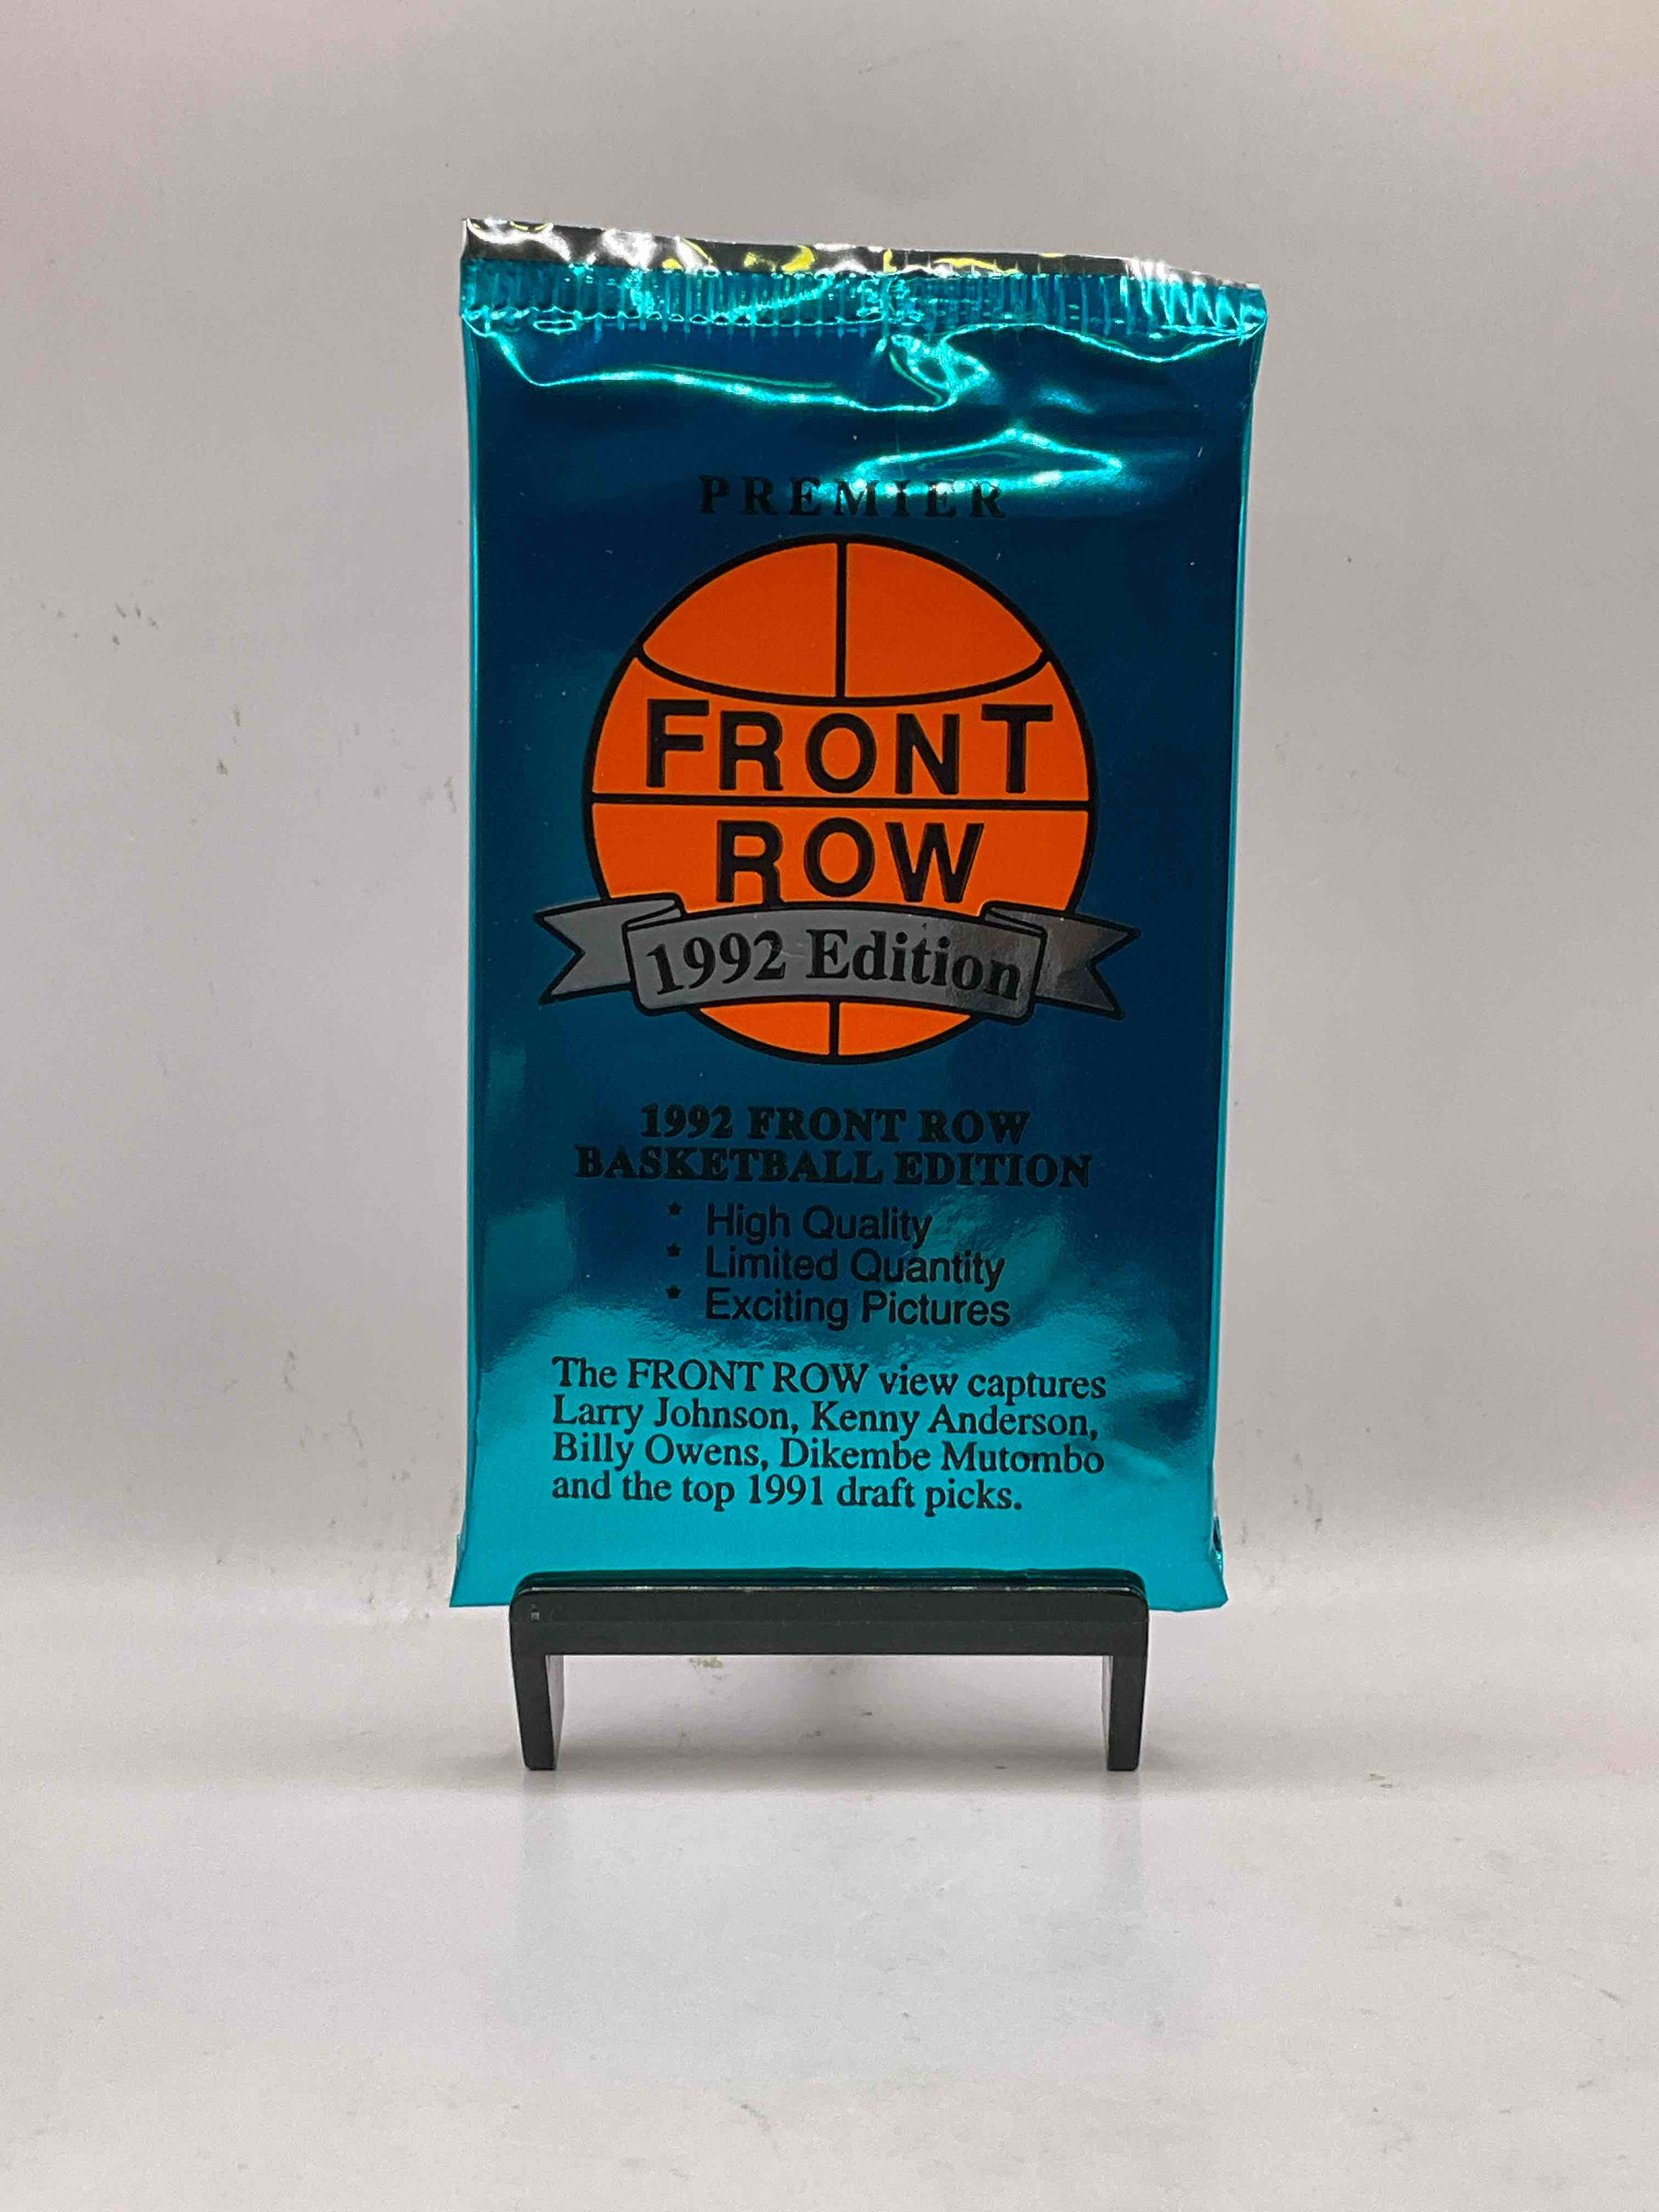 PREMIER
FRONT
ROW
1992 Edition
1992 FRONT ROW
BASKETBALL EDITION
* High Quality
* Limited Quantity
* Exciting Pictures
The FRONT ROW view captures
Larry Johnson, Kenny Anderson,
Billy Owens, Dikembe Mutombo
and the top 1991 draft picks.